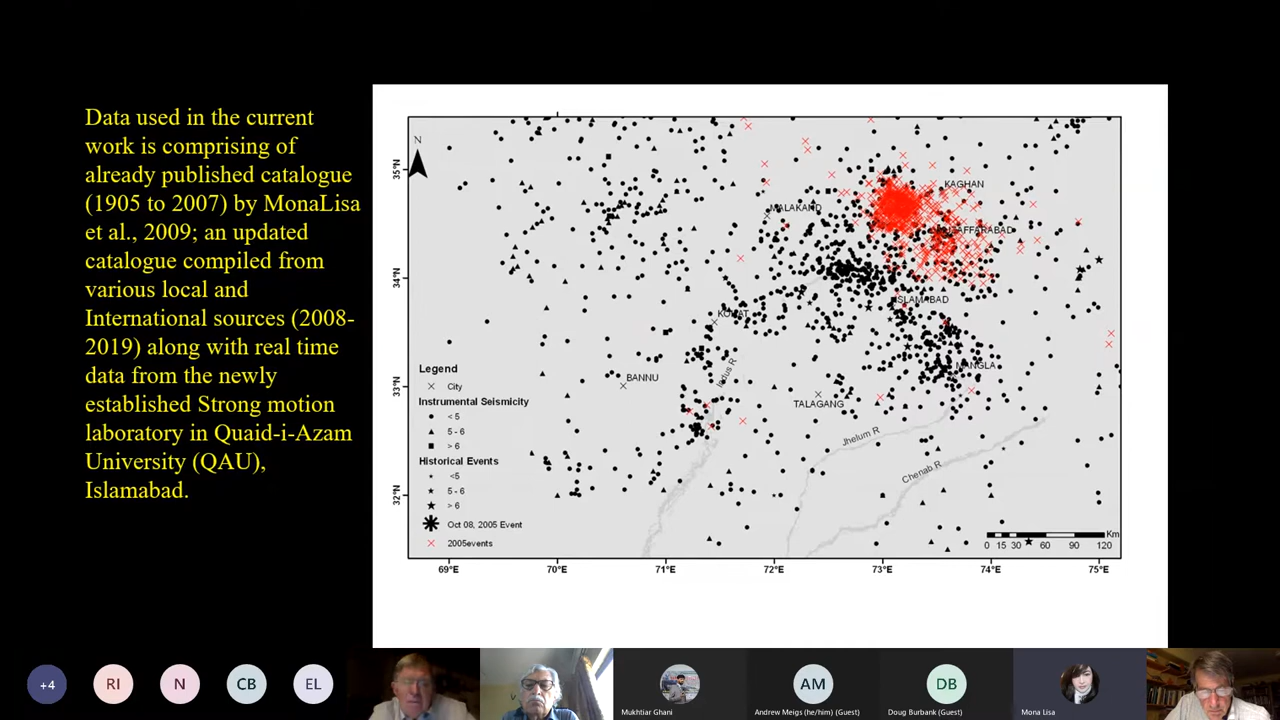 Data used in the current
work is comprising of
already published catalogue
(1905 to 2007) by MonaLisa
et al., 2009; an updated
catalogue compiled from
various local and
International sources (2008-
2019) along with real time
data from the newly
established Strong motion
laboratory in Quaid-i-Azam
University (QAU),
Islamabad.
N
35°N
34°N
33°N
32°N
KAGHAN
MALAKAND
MUZAFFARABAD
ISLAMABAD
KOHAT
MANGLA
BANNU
TALAGANG
Indus R
Jhelum R
Chenab R
Legend
City
Instrumental Seismicity
< 5
5 - 6
> 6
Historical Events
<5
5 - 6
> 6
Oct 08, 2005 Event
2005events
Km
0 15 30 60 90 120
69°E 70°E 71°E 72°E 73°E 74°E 75°E
+4 RI N CB EL AM DB
Mukhtiar Ghani
Andrew Meigs (he/him) (Guest)
Doug Burbank (Guest)
Mona Lisa